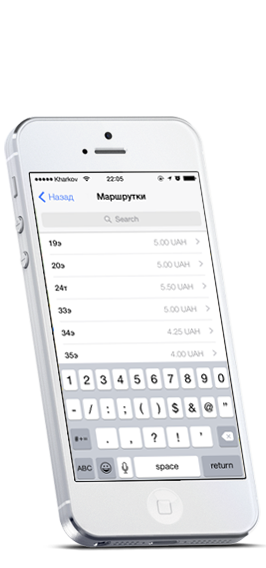 Kharkov 22:05
Назад Маршрутки
Search
19э 5.00 UAH
20э 5.00 UAH
24т 5.50 UAH
33э 5.00 UAH
34э 4.25 UAH
35э 4.00 UAH
1 2 3 4 5 6 7 8 9 0
- / : ; ( ) $ & @ "
#+= . , ? ! '
ABC space return